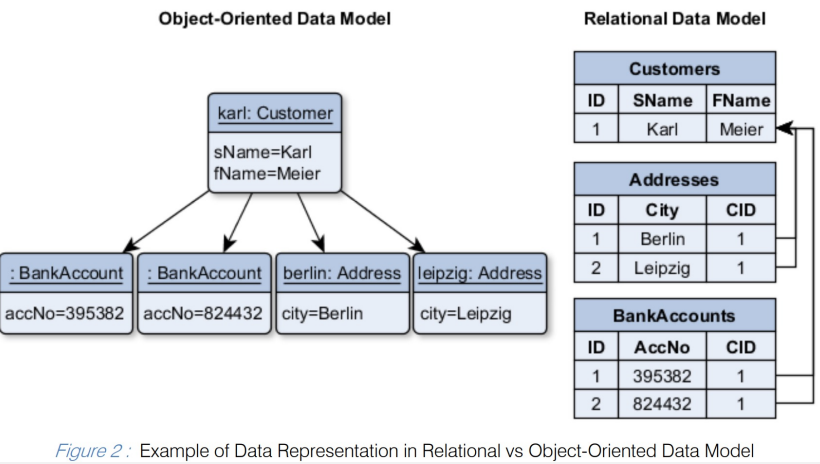 Object-Oriented Data Model
karl: Customer
sName=Karl
fName=Meier
: BankAccount
accNo=395382
: BankAccount
accNo=824432
berlin: Address
city=Berlin
leipzig: Address
city=Leipzig
Relational Data Model
Customers
ID SName FName
1 Karl Meier
Addresses
ID City CID
1 Berlin 1
2 Leipzig 1
BankAccounts
ID AccNo CID
1 395382 1
2 824432 1
Figure 2 : Example of Data Representation in Relational vs Object-Oriented Data Model